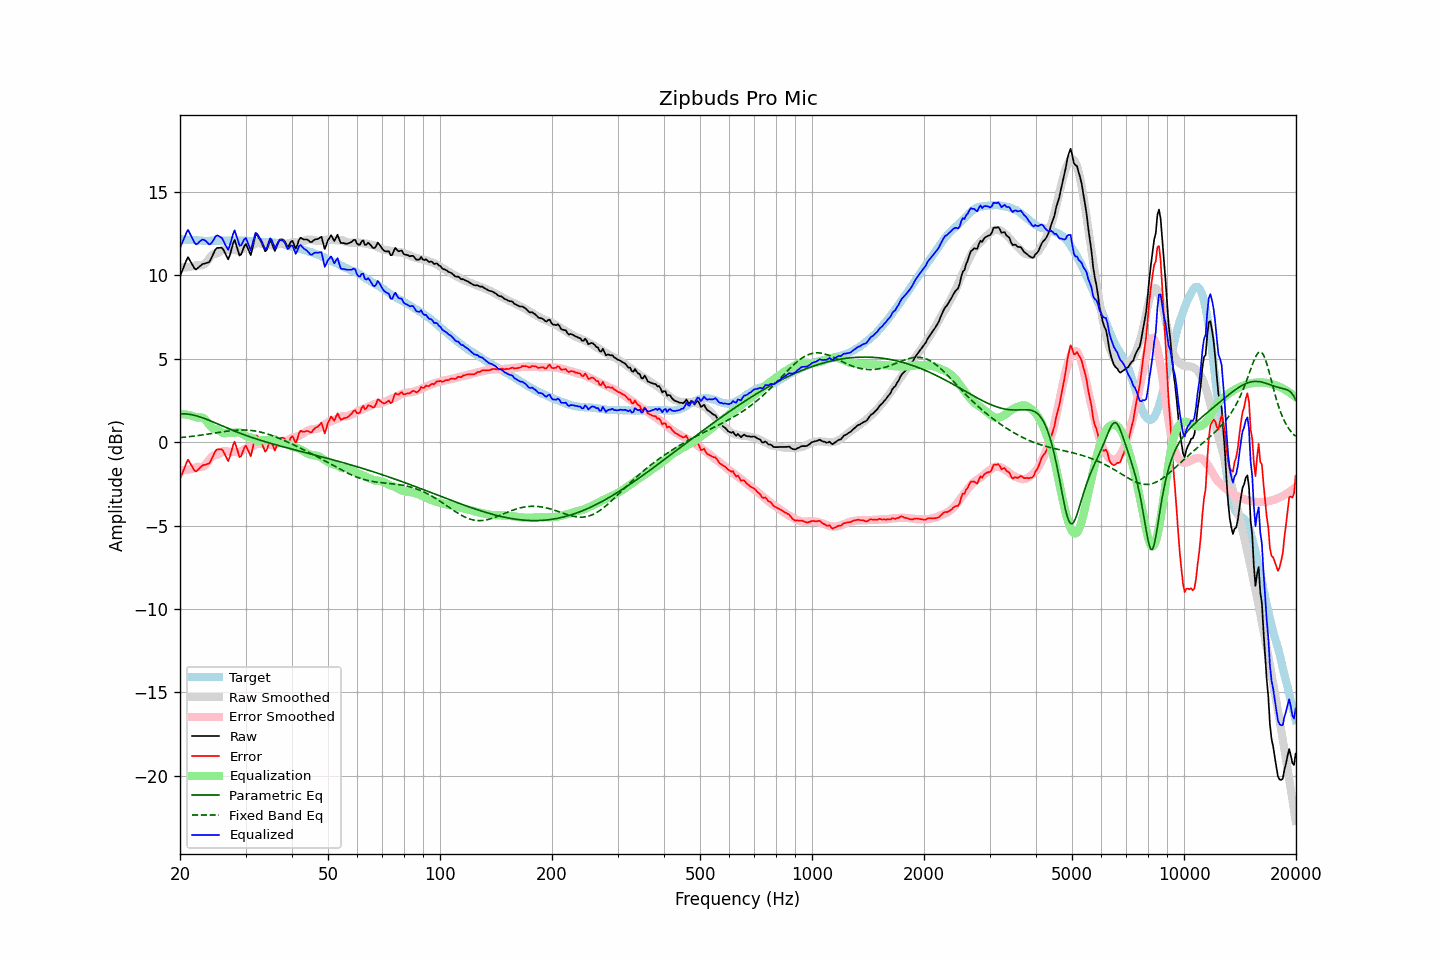 Zipbuds Pro Mic
Amplitude (dBr)
15
10
5
0
−5
−10
−15
−20
Target
Raw Smoothed
Error Smoothed
Raw
Error
Equalization
Parametric Eq
Fixed Band Eq
Equalized
20 50 100 200 500 1000 2000 5000 10000 20000
Frequency (Hz)